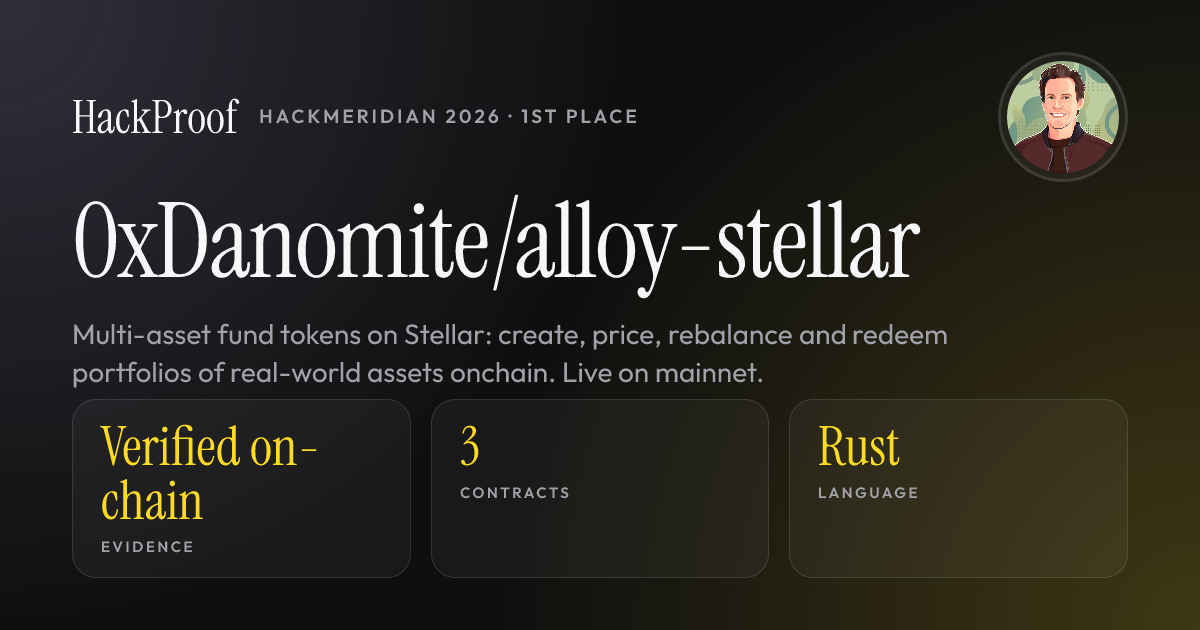 HackProof HACKMERIDIAN 2026 · 1ST PLACE
0xDanomite/alloy-stellar
Multi-asset fund tokens on Stellar: create, price, rebalance and redeem
portfolios of real-world assets onchain. Live on mainnet.
Verified on-
chain
EVIDENCE
3
CONTRACTS
Rust
LANGUAGE